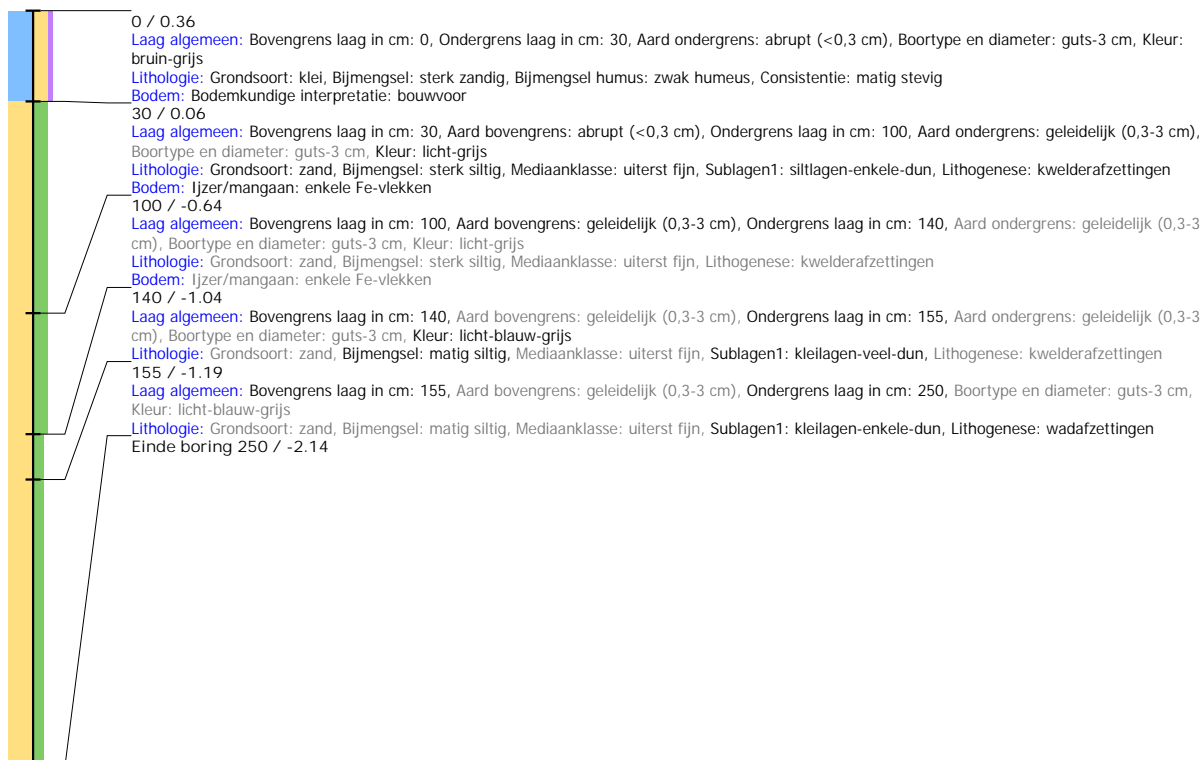 0 / 0.36
Laag algemeen: Bovengrens laag in cm: 0, Ondergrens laag in cm: 30, Aard ondergrens: abrupt (<0,3 cm), Boortype en diameter: guts-3 cm, Kleur:
bruin-grijs
Lithologie: Grondsoort: klei, Bijmengsel: sterk zandig, Bijmengsel humus: zwak humeus, Consistentie: matig stevig
Bodem: Bodemkundige interpretatie: bouwvoor
30 / 0.06
Laag algemeen: Bovengrens laag in cm: 30, Aard bovengrens: abrupt (<0,3 cm), Ondergrens laag in cm: 100, Aard ondergrens: geleidelijk (0,3-3 cm),
Boortype en diameter: guts-3 cm, Kleur: licht-grijs
Lithologie: Grondsoort: zand, Bijmengsel: sterk siltig, Mediaanklasse: uiterst fijn, Sublagen1: siltlagen-enkele-dun, Lithogenese: kwelderafzettingen
Bodem: Ijzer/mangaan: enkele Fe-vlekken
100 / -0.64
Laag algemeen: Bovengrens laag in cm: 100, Aard bovengrens: geleidelijk (0,3-3 cm), Ondergrens laag in cm: 140, Aard ondergrens: geleidelijk (0,3-3
cm), Boortype en diameter: guts-3 cm, Kleur: licht-grijs
Lithologie: Grondsoort: zand, Bijmengsel: sterk siltig, Mediaanklasse: uiterst fijn, Lithogenese: kwelderafzettingen
Bodem: Ijzer/mangaan: enkele Fe-vlekken
140 / -1.04
Laag algemeen: Bovengrens laag in cm: 140, Aard bovengrens: geleidelijk (0,3-3 cm), Ondergrens laag in cm: 155, Aard ondergrens: geleidelijk (0,3-3
cm), Boortype en diameter: guts-3 cm, Kleur: licht-blauw-grijs
Lithologie: Grondsoort: zand, Bijmengsel: matig siltig, Mediaanklasse: uiterst fijn, Sublagen1: kleilagen-veel-dun, Lithogenese: kwelderafzettingen
155 / -1.19
Laag algemeen: Bovengrens laag in cm: 155, Aard bovengrens: geleidelijk (0,3-3 cm), Ondergrens laag in cm: 250, Boortype en diameter: guts-3 cm,
Kleur: licht-blauw-grijs
Lithologie: Grondsoort: zand, Bijmengsel: matig siltig, Mediaanklasse: uiterst fijn, Sublagen1: kleilagen-enkele-dun, Lithogenese: wadafzettingen
Einde boring 250 / -2.14